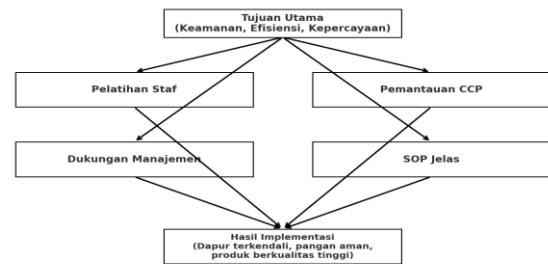 Tujuan Utama
(Keamanan, Efisiensi, Kepercayaan)
Pelatihan Staf
Pemantauan CCP
Dukungan Manajemen
SOP Jelas
Hasil Implementasi
(Dapur terkendali, pangan aman,
produk berkualitas tinggi)